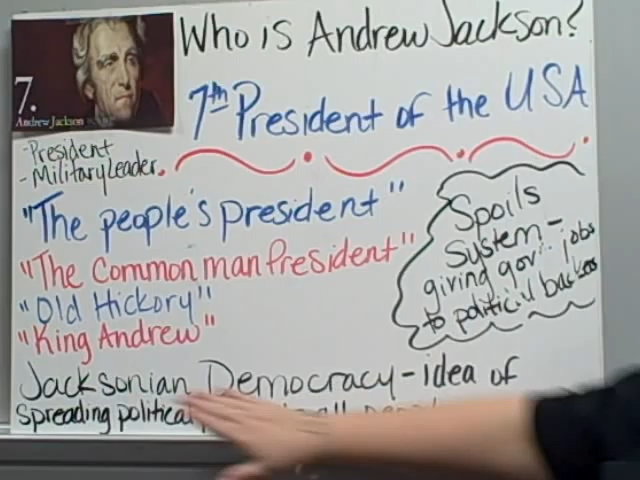 Who is Andrew Jackson?
7.
Andrew Jackson
7th President of the USA
-President
-Military Leader
"The people's president"
"The Common man President"
"Old Hickory"
"King Andrew"
Spoils
System -
giving gov't jobs
to political backers
Jacksonian Democracy - idea of
Spreading political